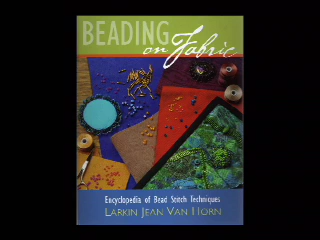 BEADING
on Fabric
Encyclopedia of Bead Stitch Techniques
LARKIN JEAN VAN HORN